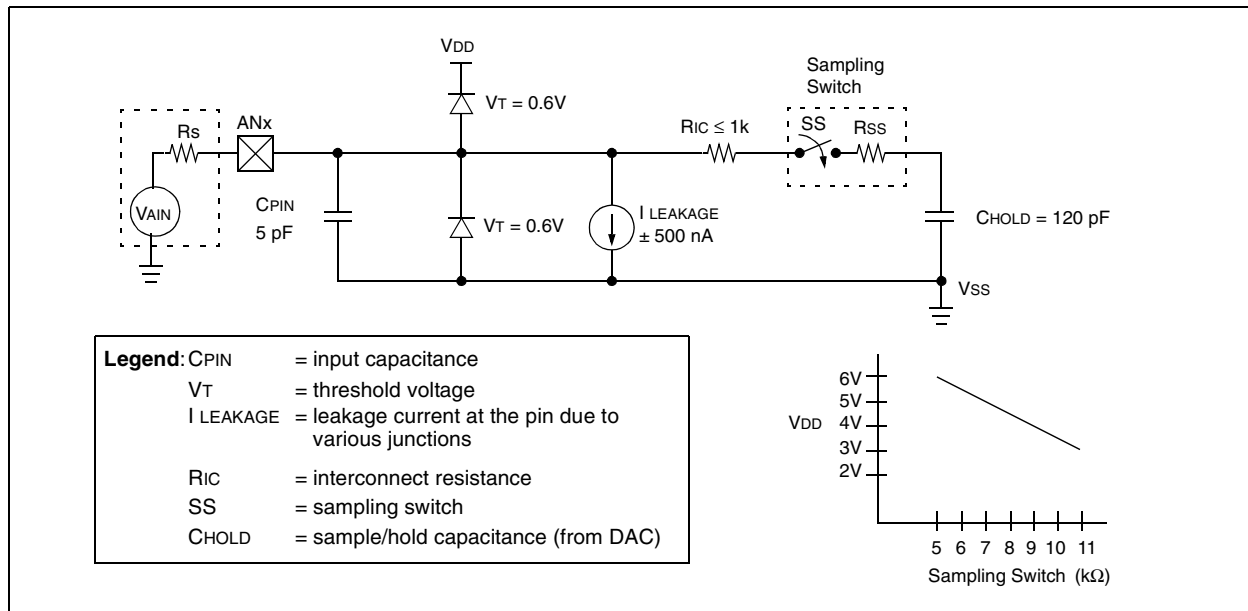 VDD
Sampling
Switch
VT = 0.6V
ANx
Rs
RIC ≤ 1k
SS
RSS
VAIN
CPIN
5 pF
VT = 0.6V
I LEAKAGE
± 500 nA
CHOLD = 120 pF
VSS
Legend: CPIN = input capacitance
VT = threshold voltage
I LEAKAGE = leakage current at the pin due to
various junctions
RIC = interconnect resistance
SS = sampling switch
CHOLD = sample/hold capacitance (from DAC)
6V
5V
VDD 4V
3V
2V
5 6 7 8 9 10 11
Sampling Switch (kΩ)